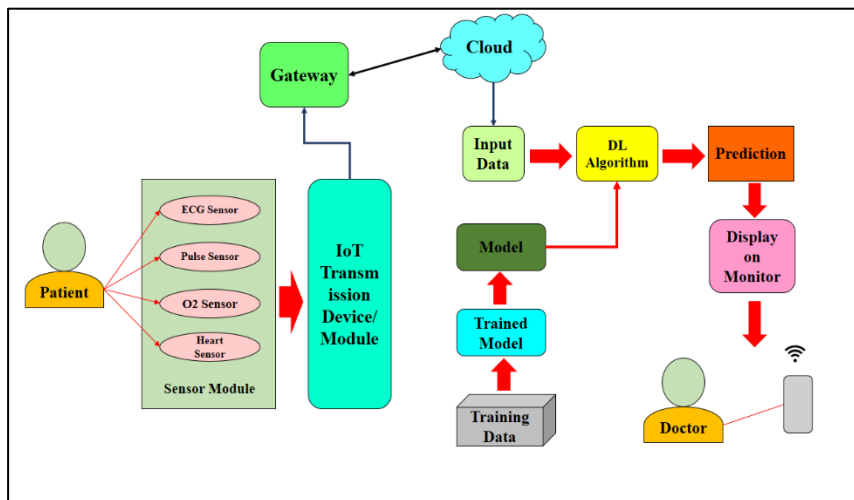 Gateway
Cloud
Input
Data
DL
Algorithm
Prediction
ECG Sensor
Pulse Sensor
O2 Sensor
Heart
Sensor
Sensor Module
Patient
IoT
Transm
ission
Device/
Module
Model
Trained
Model
Training
Data
Display
on
Monitor
Doctor